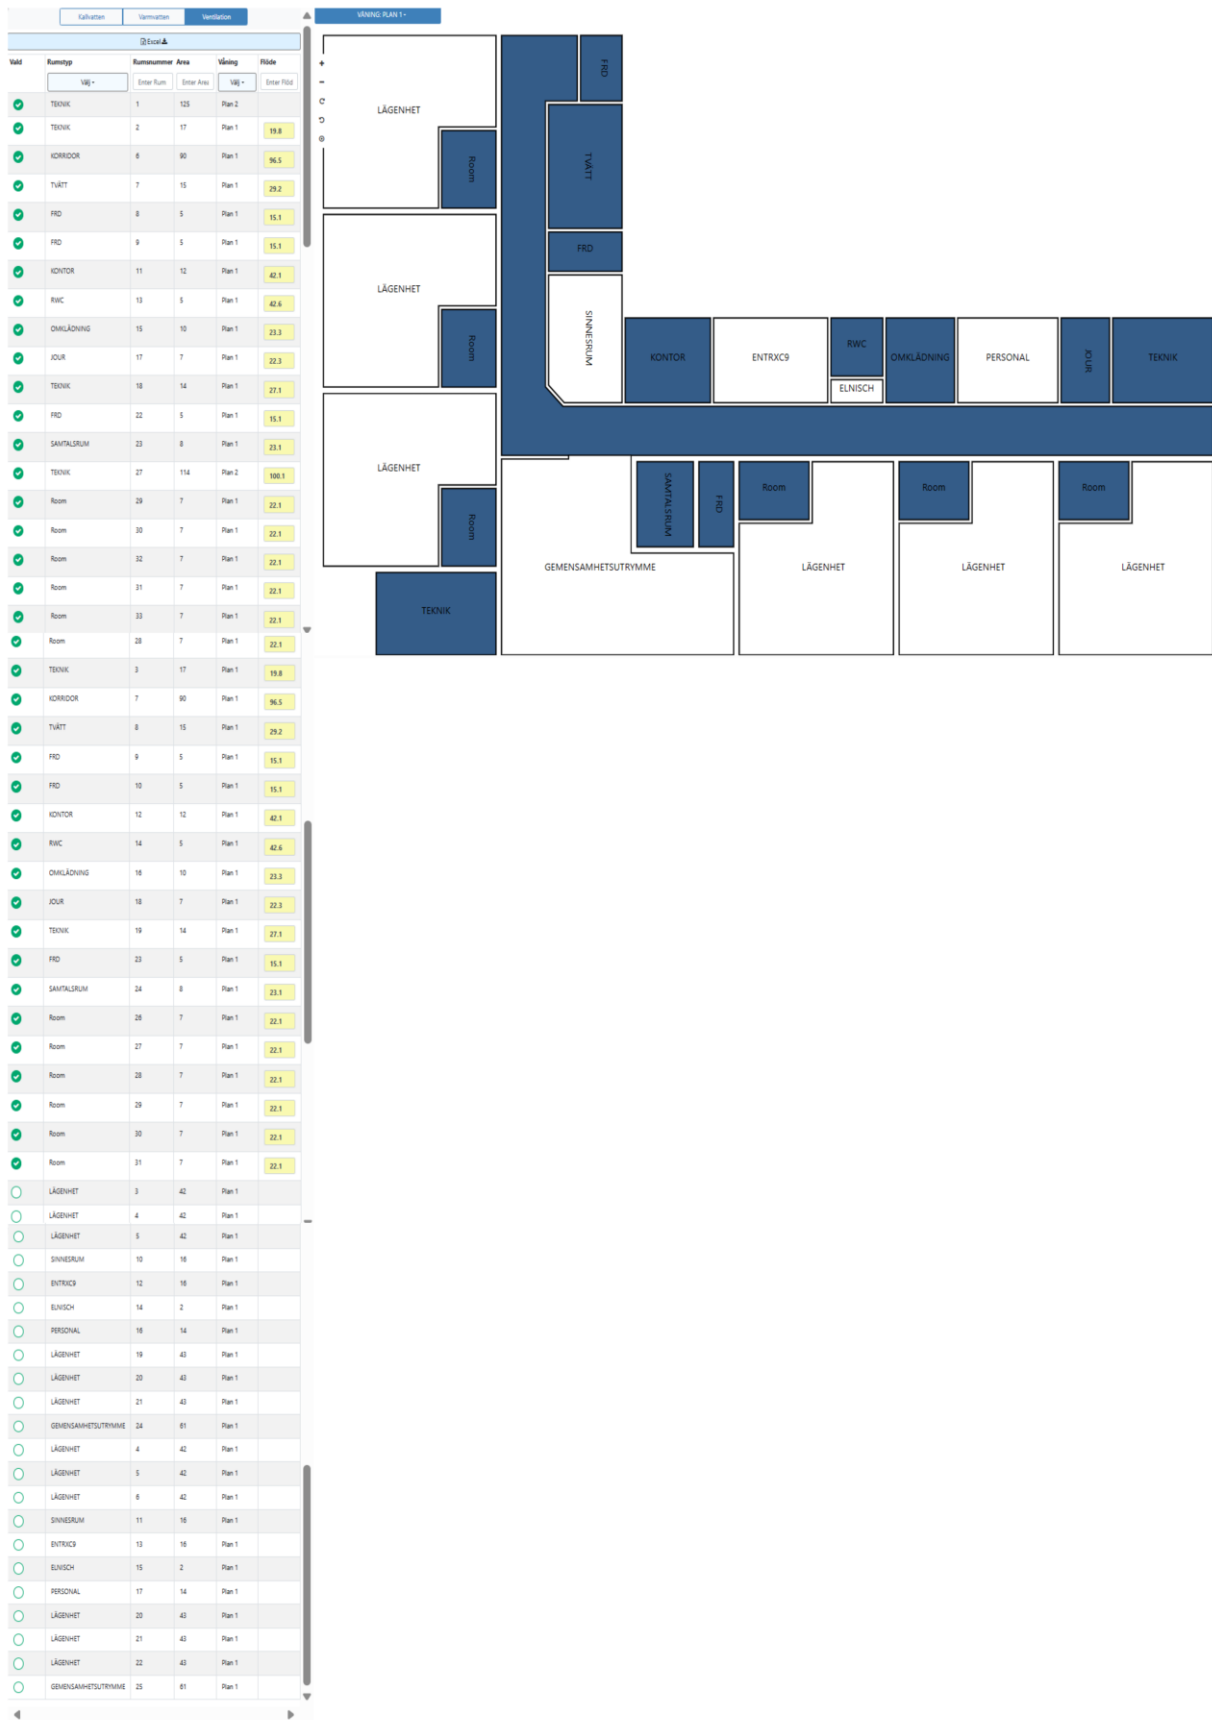 Kallvatten Varmvatten Ventilation
Excel
Vald Rumstyp Rumsnummer Area Våning Flöde
Välj Enter Rum Enter Area Välj Enter Flöd
TEKNIK 1 125 Plan 2
TEKNIK 2 17 Plan 1 19.8
KORRIDOR 6 90 Plan 1 96.5
TVÄTT 7 15 Plan 1 29.2
FRD 8 5 Plan 1 15.1
FRD 9 5 Plan 1 15.1
KONTOR 11 12 Plan 1 42.1
RWC 13 5 Plan 1 42.6
OMKLÄDNING 15 10 Plan 1 23.3
JOUR 17 7 Plan 1 22.3
TEKNIK 18 14 Plan 1 27.1
FRD 22 5 Plan 1 15.1
SAMTALSRUM 23 8 Plan 1 23.1
TEKNIK 27 114 Plan 2 100.1
Room 29 7 Plan 1 22.1
Room 30 7 Plan 1 22.1
Room 32 7 Plan 1 22.1
Room 31 7 Plan 1 22.1
Room 33 7 Plan 1 22.1
Room 28 7 Plan 1 22.1
TEKNIK 3 17 Plan 1 19.8
KORRIDOR 7 90 Plan 1 96.5
TVÄTT 8 15 Plan 1 29.2
FRD 9 5 Plan 1 15.1
FRD 10 5 Plan 1 15.1
KONTOR 12 12 Plan 1 42.1
RWC 14 5 Plan 1 42.6
OMKLÄDNING 16 10 Plan 1 23.3
JOUR 18 7 Plan 1 22.3
TEKNIK 19 14 Plan 1 27.1
FRD 23 5 Plan 1 15.1
SAMTALSRUM 24 8 Plan 1 23.1
Room 26 7 Plan 1 22.1
Room 27 7 Plan 1 22.1
Room 28 7 Plan 1 22.1
Room 29 7 Plan 1 22.1
Room 30 7 Plan 1 22.1
Room 31 7 Plan 1 22.1
LÄGENHET 3 42 Plan 1
LÄGENHET 4 42 Plan 1
LÄGENHET 5 42 Plan 1
SINNESRUM 10 16 Plan 1
ENTRXC9 12 16 Plan 1
ELNISCH 14 2 Plan 1
PERSONAL 16 14 Plan 1
LÄGENHET 19 43 Plan 1
LÄGENHET 20 43 Plan 1
LÄGENHET 21 43 Plan 1
GEMENSAMHETSUTRYMME 24 61 Plan 1
LÄGENHET 4 42 Plan 1
LÄGENHET 5 42 Plan 1
LÄGENHET 6 42 Plan 1
SINNESRUM 11 16 Plan 1
ENTRXC9 13 16 Plan 1
ELNISCH 15 2 Plan 1
PERSONAL 17 14 Plan 1
LÄGENHET 20 43 Plan 1
LÄGENHET 21 43 Plan 1
LÄGENHET 22 43 Plan 1
GEMENSAMHETSUTRYMME 25 61 Plan 1
VÅNING: PLAN 1
LÄGENHET
Room
FRD
TVÄTT
FRD
LÄGENHET
Room
SINNESRUM
KONTOR
ENTRXC9
RWC
ELNISCH
OMKLÄDNING
PERSONAL
JOUR
TEKNIK
LÄGENHET
Room
TEKNIK
GEMENSAMHETSUTRYMME
SAMTALSRUM
FRD
Room
LÄGENHET
Room
LÄGENHET
Room
LÄGENHET